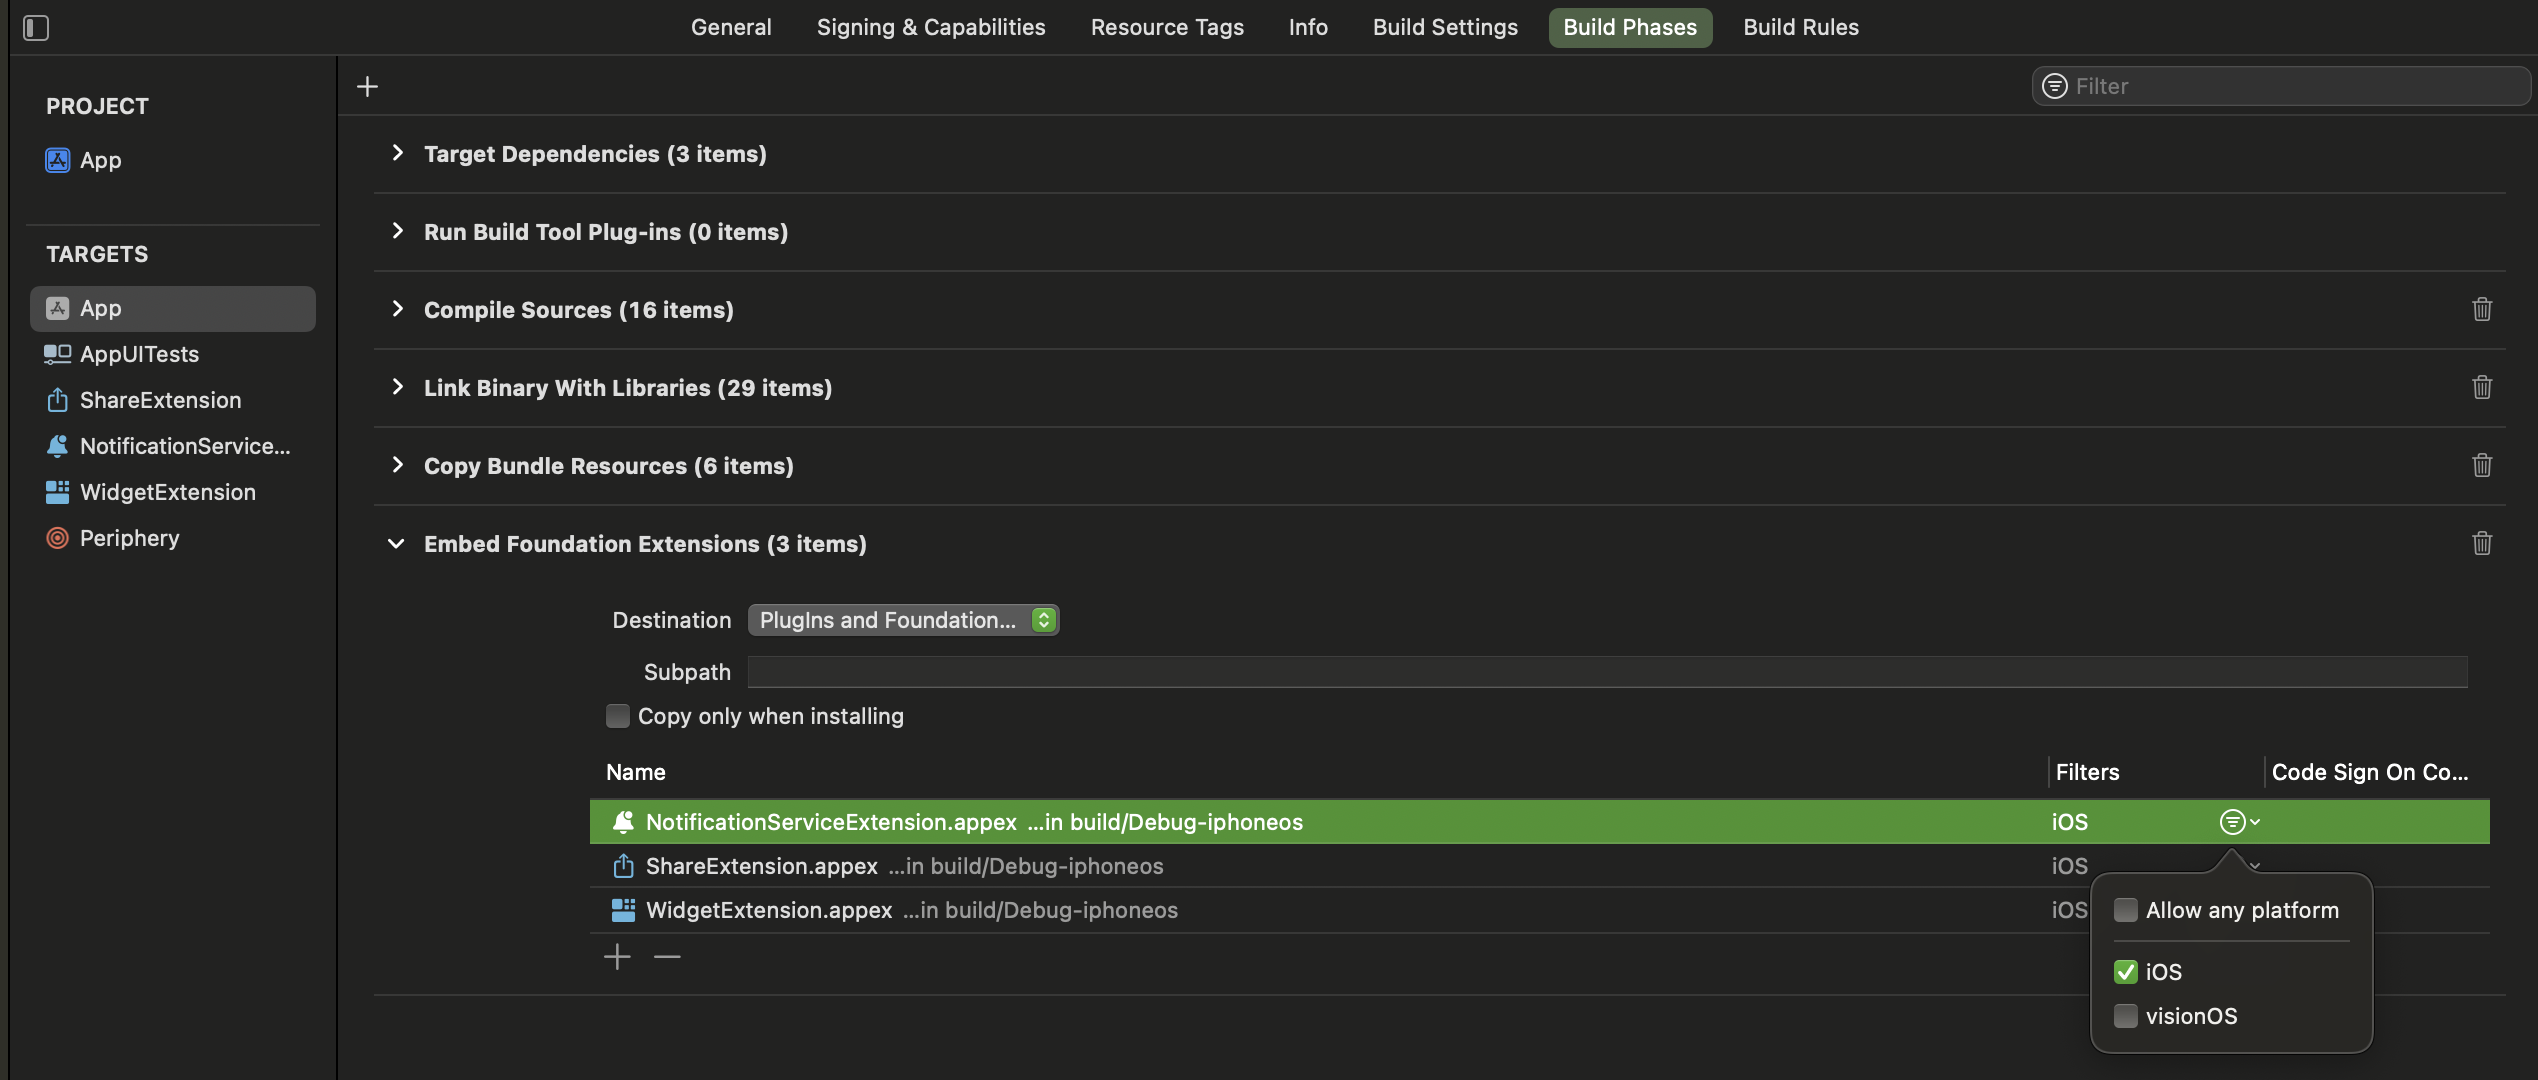 General Signing & Capabilities Resource Tags Info Build Settings Build Phases Build Rules
Filter
PROJECT
App
TARGETS
App
AppUITests
ShareExtension
NotificationService...
WidgetExtension
Periphery
Target Dependencies (3 items)
Run Build Tool Plug-ins (0 items)
Compile Sources (16 items)
Link Binary With Libraries (29 items)
Copy Bundle Resources (6 items)
Embed Foundation Extensions (3 items)
Destination PlugIns and Foundation...
Subpath
Copy only when installing
Name Filters Code Sign On Co...
NotificationServiceExtension.appex ...in build/Debug-iphoneos iOS
ShareExtension.appex ...in build/Debug-iphoneos iOS
WidgetExtension.appex ...in build/Debug-iphoneos iOS
Allow any platform
iOS
visionOS